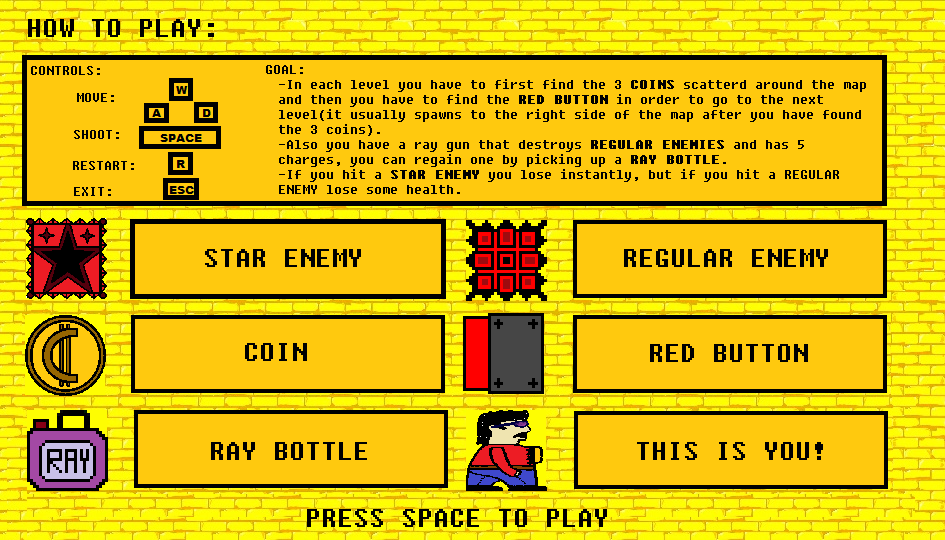 HOW TO PLAY:
CONTROLS:
MOVE:
W
A D
SHOOT:
SPACE
RESTART:
R
EXIT:
ESC
GOAL:
-In each level you have to first find the 3 COINS scatterd around the map
and then you have to find the RED BUTTON in order to go to the next
level(it usually spawns to the right side of the map after you have found
the 3 coins).
-Also you have a ray gun that destroys REGULAR ENEMIES and has 5
charges, you can regain one by picking up a RAY BOTTLE.
-If you hit a STAR ENEMY you lose instantly, but if you hit a REGULAR
ENEMY lose some health.
STAR ENEMY
REGULAR ENEMY
COIN
RED BUTTON
RAY
RAY BOTTLE
THIS IS YOU!
PRESS SPACE TO PLAY